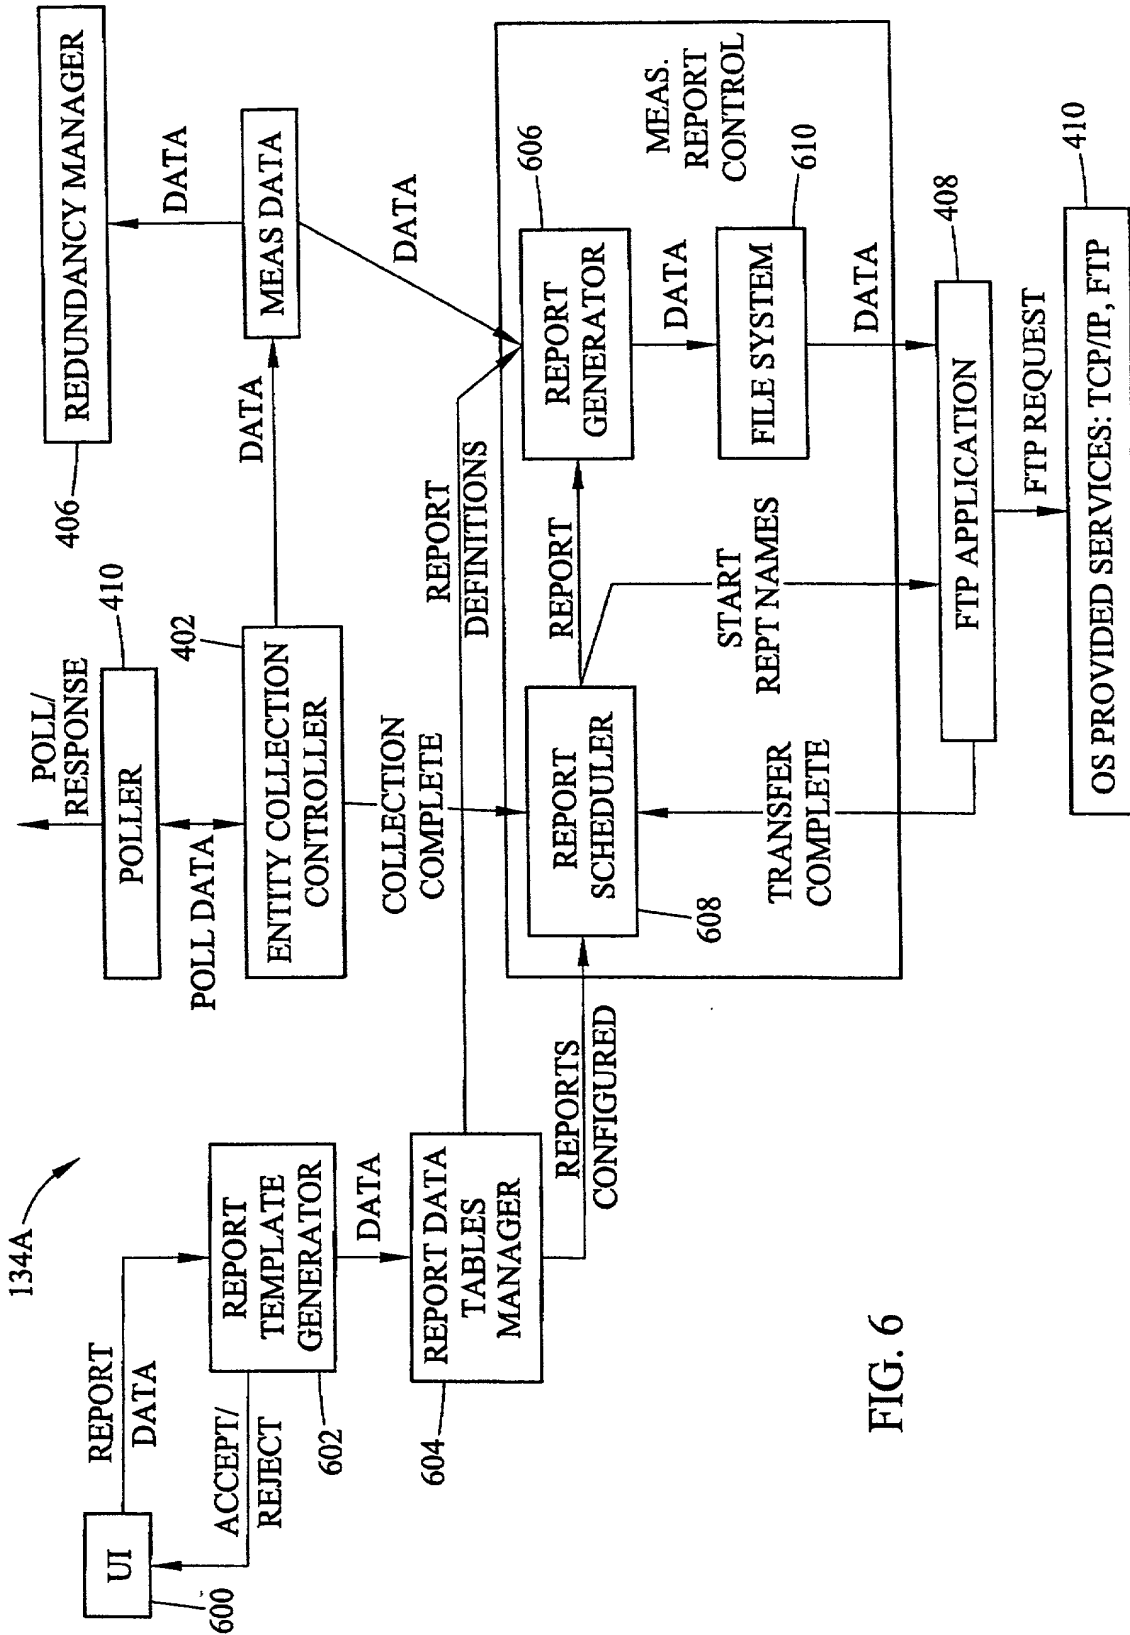 134A
UI
600
REPORT
DATA
ACCEPT/
REJECT
REPORT
TEMPLATE
GENERATOR
602
DATA
REPORT DATA
TABLES
MANAGER
604
REPORTS
CONFIGURED
POLL/
RESPONSE
POLLER
410
POLL DATA
ENTITY COLLECTION
CONTROLLER
402
COLLECTION
COMPLETE
DATA
REDUNDANCY MANAGER
406
DATA
MEAS DATA
DATA
REPORT
DEFINITIONS
MEAS.
REPORT
CONTROL
REPORT
SCHEDULER
608
REPORT
REPORT
GENERATOR
606
DATA
FILE SYSTEM
610
START
REPT NAMES
TRANSFER
COMPLETE
DATA
FTP APPLICATION
408
FTP REQUEST
OS PROVIDED SERVICES: TCP/IP, FTP
410
FIG. 6